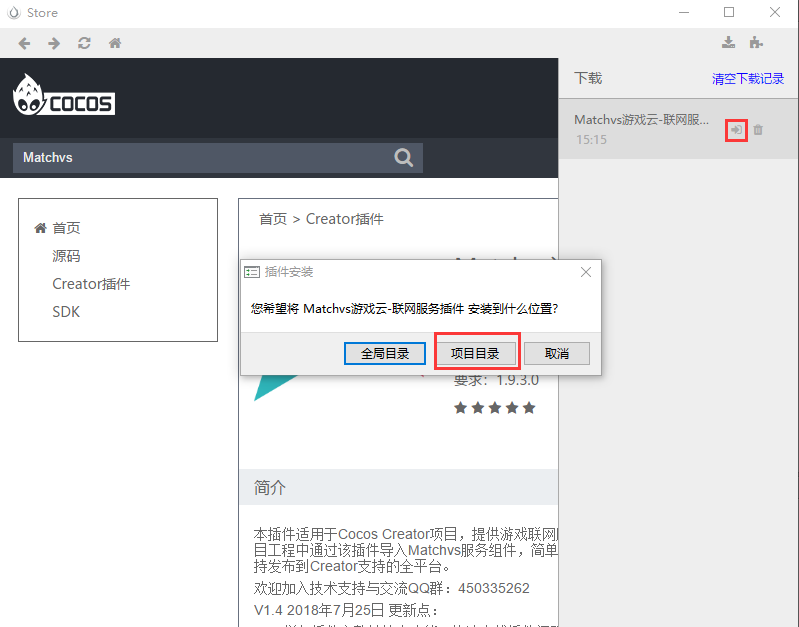 Store
COCOS
Matchvs
首页
源码
Creator插件
SDK
首页 > Creator插件
下载
清空下载记录
Matchvs游戏云-联网服...
15:15
插件安装
您希望将 Matchvs游戏云-联网服务插件 安装到什么位置?
全局目录
项目目录
取消
要求：1.9.3.0
简介
本插件适用于Cocos Creator项目，提供游戏联网
目工程中通过该插件导入Matchvs服务组件，简单
持发布到Creator支持的全平台。
欢迎加入技术支持与交流QQ群：450335262
V1.4 2018年7月25日 更新点：